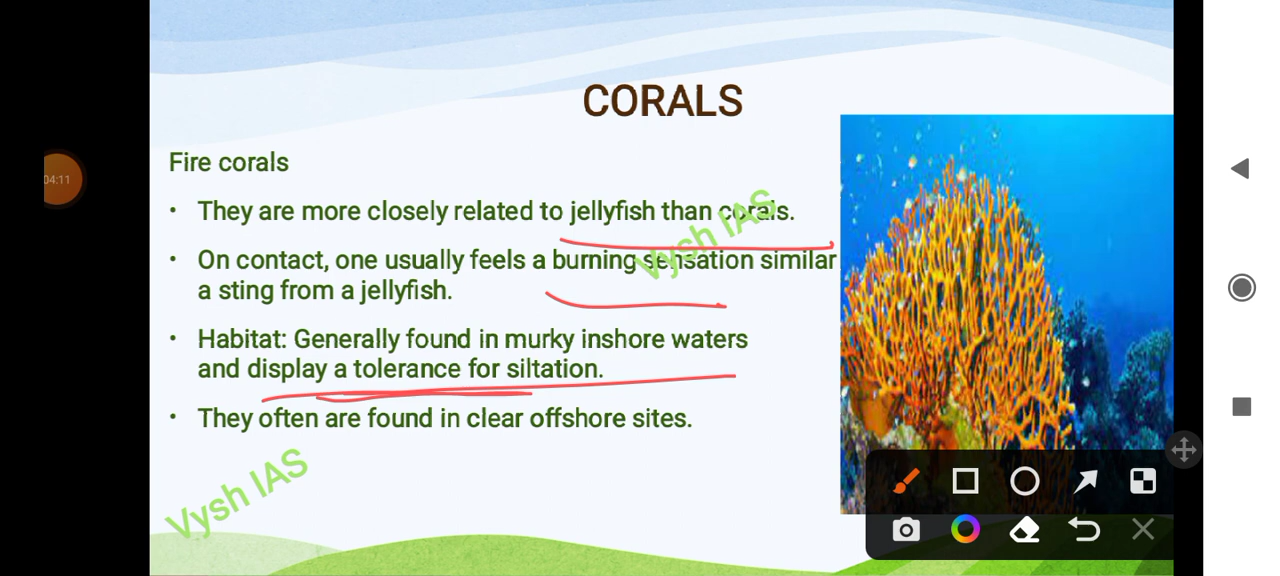 CORALS
04:11
Fire corals
• They are more closely related to jellyfish than corals.
Vysh IAS
• On contact, one usually feels a burning sensation similar
a sting from a jellyfish.
• Habitat: Generally found in murky inshore waters
and display a tolerance for siltation.
• They often are found in clear offshore sites.
Vysh IAS